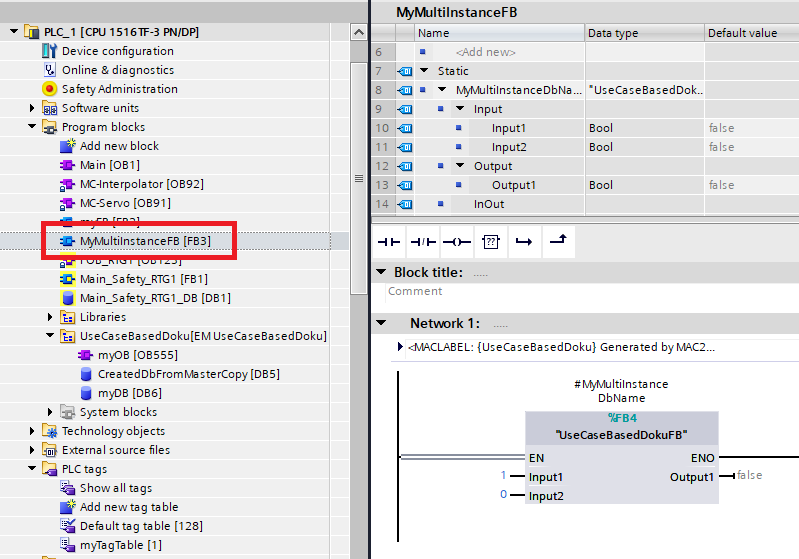 PLC_1 [CPU 1516TF-3 PN/DP]
Device configuration
Online & diagnostics
Safety Administration
Software units
Program blocks
Add new block
Main [OB1]
MC-Interpolator [OB92]
MC-Servo [OB91]
myFB [FB2]
MyMultiInstanceFB [FB3]
FOB_RTG1 [OB123]
Main_Safety_RTG1 [FB1]
Main_Safety_RTG1_DB [DB1]
Libraries
UseCaseBasedDoku[EM UseCaseBasedDoku]
myOB [OB555]
CreatedDbFromMasterCopy [DB5]
myDB [DB6]
System blocks
Technology objects
External source files
PLC tags
Show all tags
Add new tag table
Default tag table [128]
myTagTable [1]
MyMultiInstanceFB
Name Data type Default value
6 <Add new>
7 Static
8 MyMultiInstanceDbNa... "UseCaseBasedDok..
9 Input
10 Input1 Bool false
11 Input2 Bool false
12 Output
13 Output1 Bool false
14 InOut
??
Block title: .....
Comment
Network 1: .....
<MACLABEL: {UseCaseBasedDoku} Generated by MAC2...
#MyMultiInstance
DbName
%FB4
"UseCaseBasedDokuFB"
EN ENO
1 Input1 Output1 false
0 Input2